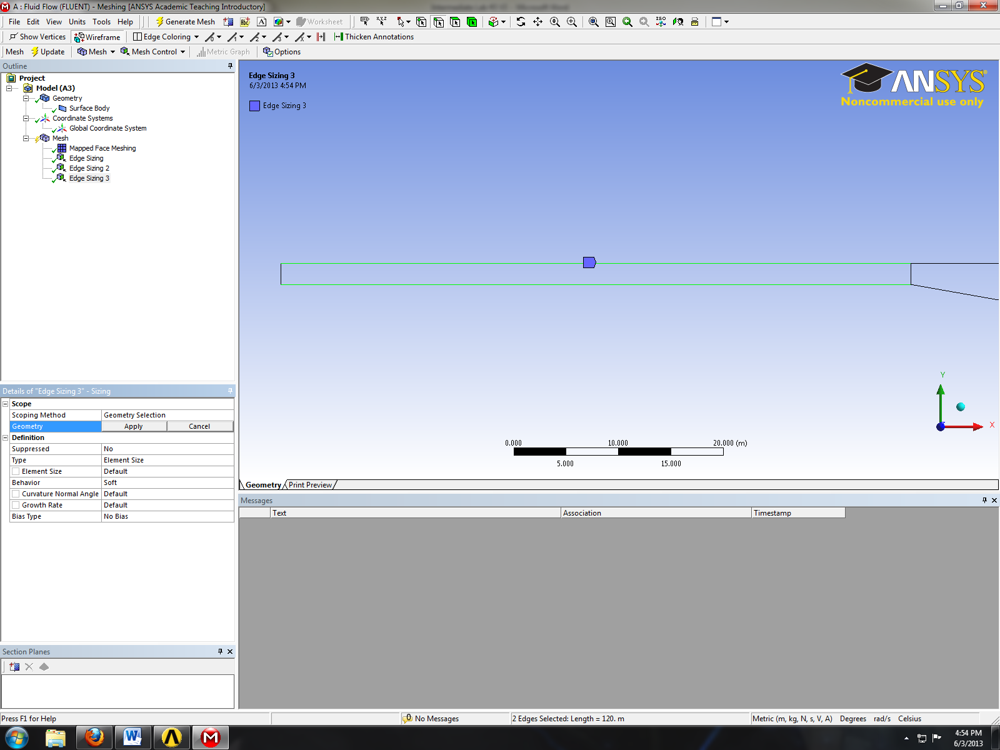 A : Fluid Flow (FLUENT) - Meshing [ANSYS Academic Teaching Introductory]
File Edit View Units Tools Help Generate Mesh Worksheet
Show Vertices Wireframe Edge Coloring Thicken Annotations
Mesh Update Mesh Mesh Control Metric Graph Options
Outline
Project
Model (A3)
Geometry
Surface Body
Coordinate Systems
Global Coordinate System
Mesh
Mapped Face Meshing
Edge Sizing
Edge Sizing 2
Edge Sizing 3
Edge Sizing 3
6/3/2013 4:54 PM
Edge Sizing 3
ANSYS®
Noncommercial use only
Y
X
0.000 10.000 20.000 (m)
5.000 15.000
Geometry Print Preview
Details of "Edge Sizing 3" - Sizing
Scope
Scoping Method Geometry Selection
Geometry Apply Cancel
Definition
Suppressed No
Type Element Size
Element Size Default
Behavior Soft
Curvature Normal Angle Default
Growth Rate Default
Bias Type No Bias
Messages
Text Association Timestamp
Section Planes
Press F1 for Help 0 No Messages 2 Edges Selected: Length = 120. m Metric (m, kg, N, s, V, A) Degrees rad/s Celsius
4:54 PM
6/3/2013